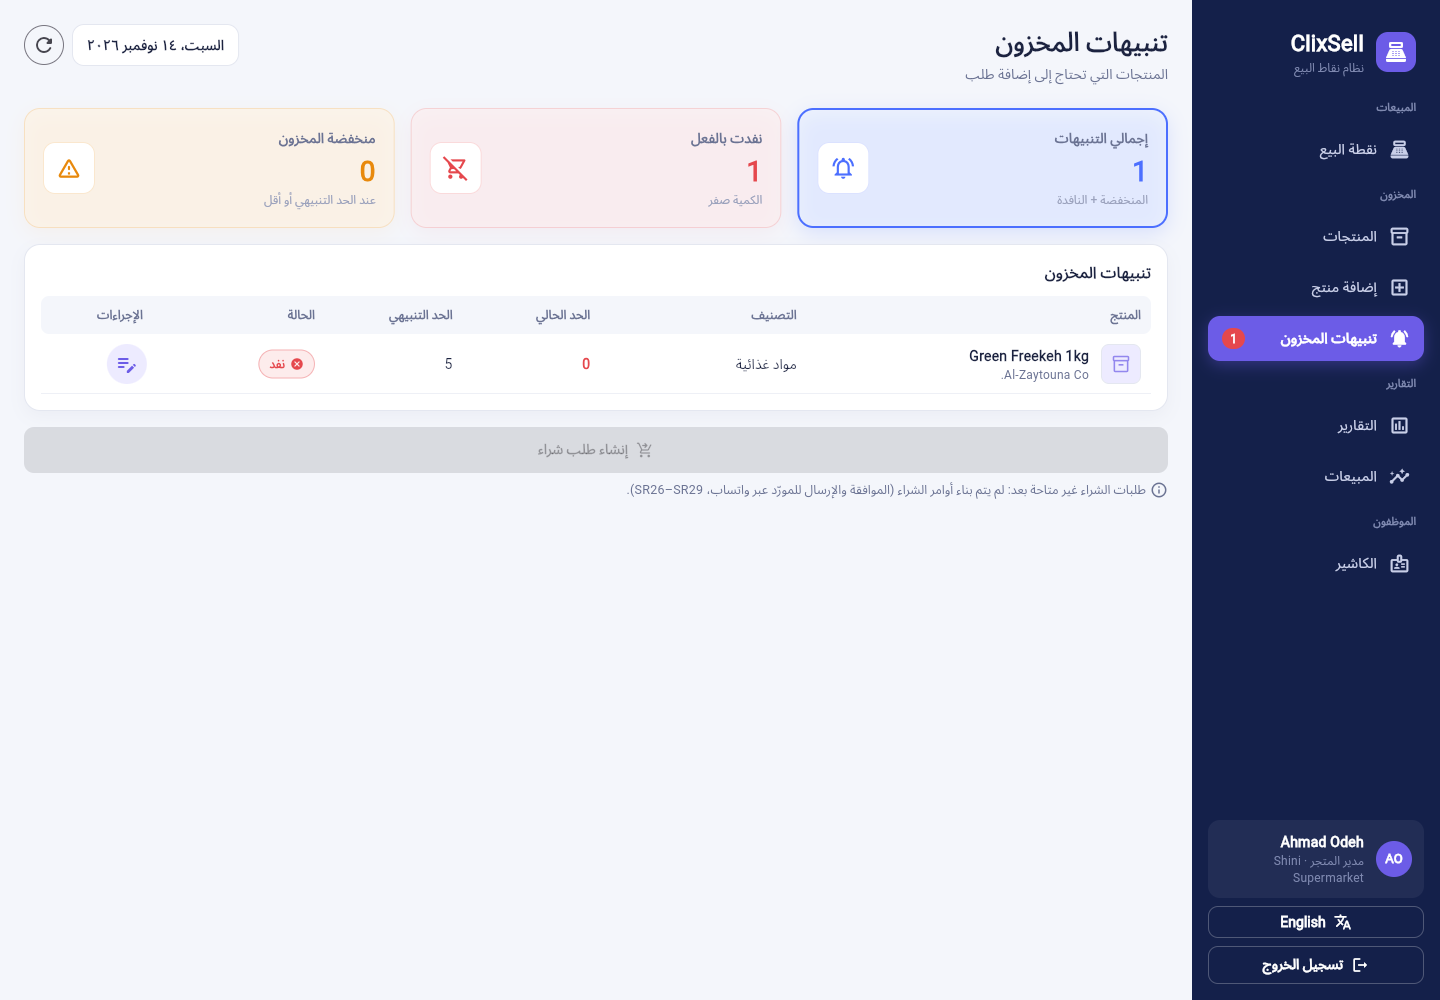 ClixSell
نظام نقاط البيع
المبيعات
نقطة البيع
المخزون
المنتجات
إضافة منتج
تنبيهات المخزون 1
التقارير
التقارير
المبيعات
الموظفون
الكاشير
AO
Ahmad Odeh
مدير المتجر · Shini
Supermarket
English
تسجيل الخروج
تنبيهات المخزون
المنتجات التي تحتاج إلى إضافة طلب
السبت، ١٤ نوفمبر ٢٠٢٦
إجمالي التنبيهات
1
المنخفضة + النافدة
نفدت بالفعل
1
الكمية صفر
منخفضة المخزون
0
عند الحد التنبيهي أو أقل
تنبيهات المخزون
المنتج التصنيف الحد الحالي الحد التنبيهي الحالة الإجراءات
Green Freekeh 1kg
Al-Zaytouna Co.
مواد غذائية 0 5 نفد
إنشاء طلب شراء
طلبات الشراء غير متاحة بعد: لم يتم بناء أوامر الشراء (الموافقة والإرسال للمورّد عبر واتساب، SR26–SR29).